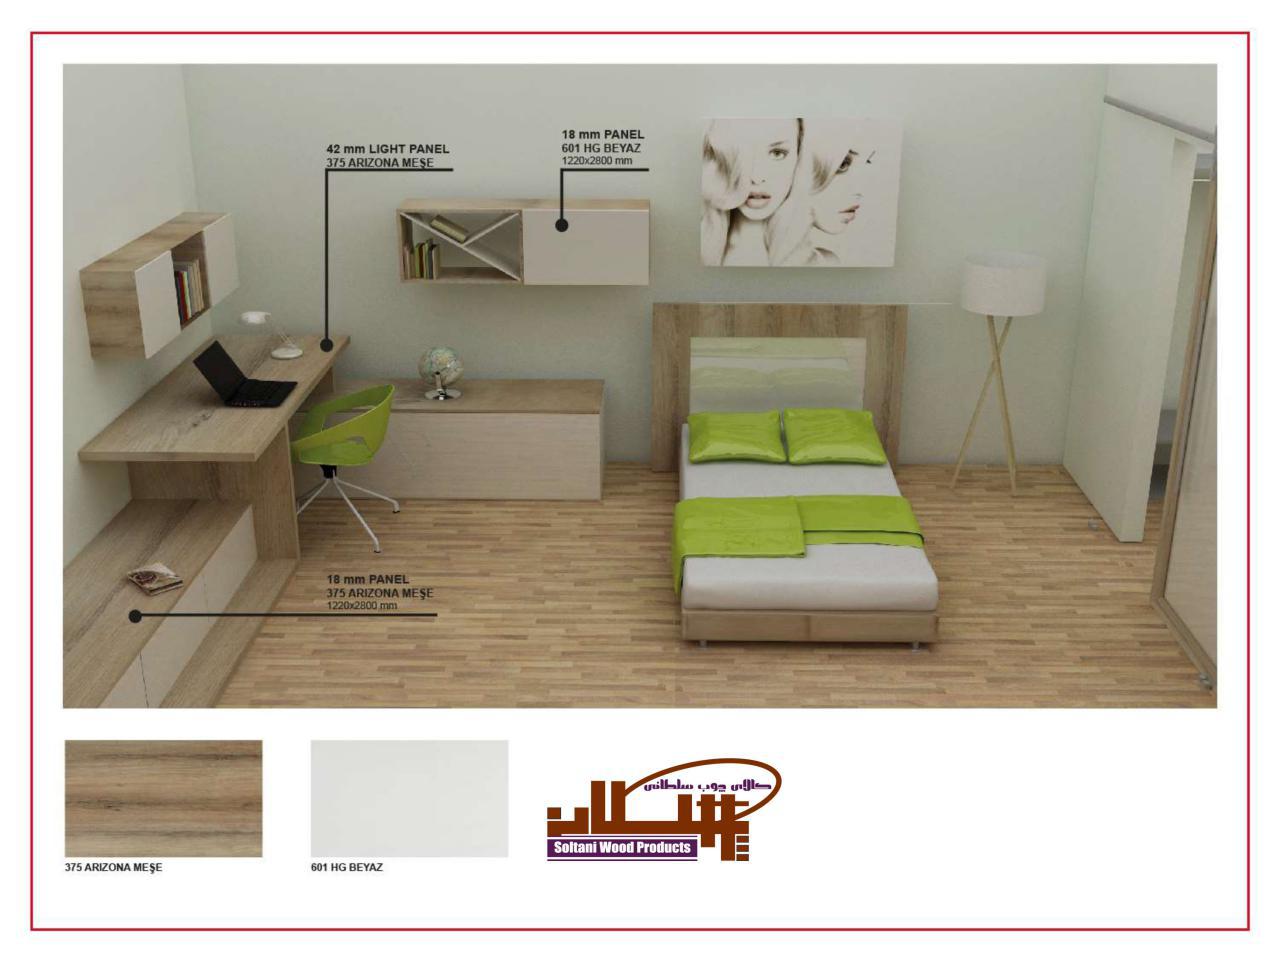 42 mm LIGHT PANEL
375 ARIZONA MEŞE
18 mm PANEL
601 HG BEYAZ
1220x2800 mm
18 mm PANEL
375 ARIZONA MEŞE
1220x2800 mm
375 ARIZONA MEŞE
601 HG BEYAZ
کالای چوب سلطانی
Soltani Wood Products